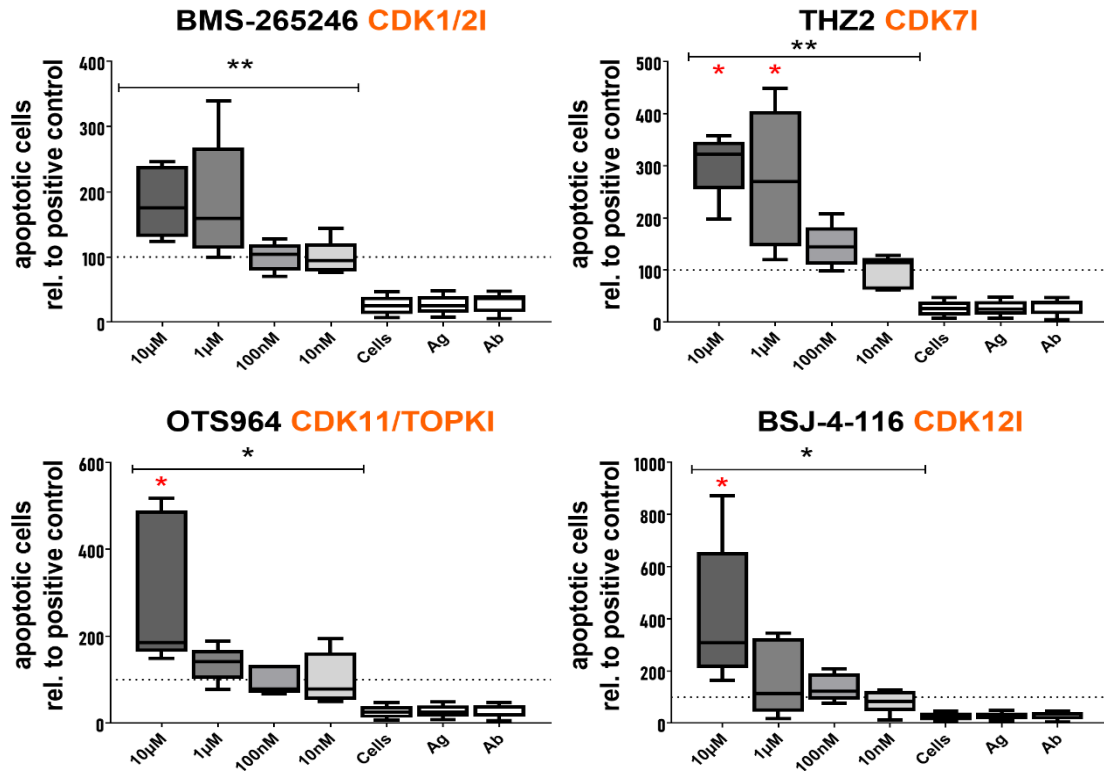 BMS-265246 CDK1/2I
apoptotic cells
rel. to positive control
400
300
200
100
0
**
10µM
1µM
100nM
10nM
Cells
Ag
Ab
THZ2 CDK7I
apoptotic cells
rel. to positive control
500
400
300
200
100
0
**
* *
10µM
1µM
100nM
10nM
Cells
Ag
Ab
OTS964 CDK11/TOPKI
apoptotic cells
rel. to positive control
600
400
200
0
*
*
10µM
1µM
100nM
10nM
Cells
Ag
Ab
BSJ-4-116 CDK12I
apoptotic cells
rel. to positive control
1000
800
600
400
200
0
*
*
10µM
1µM
100nM
10nM
Cells
Ag
Ab